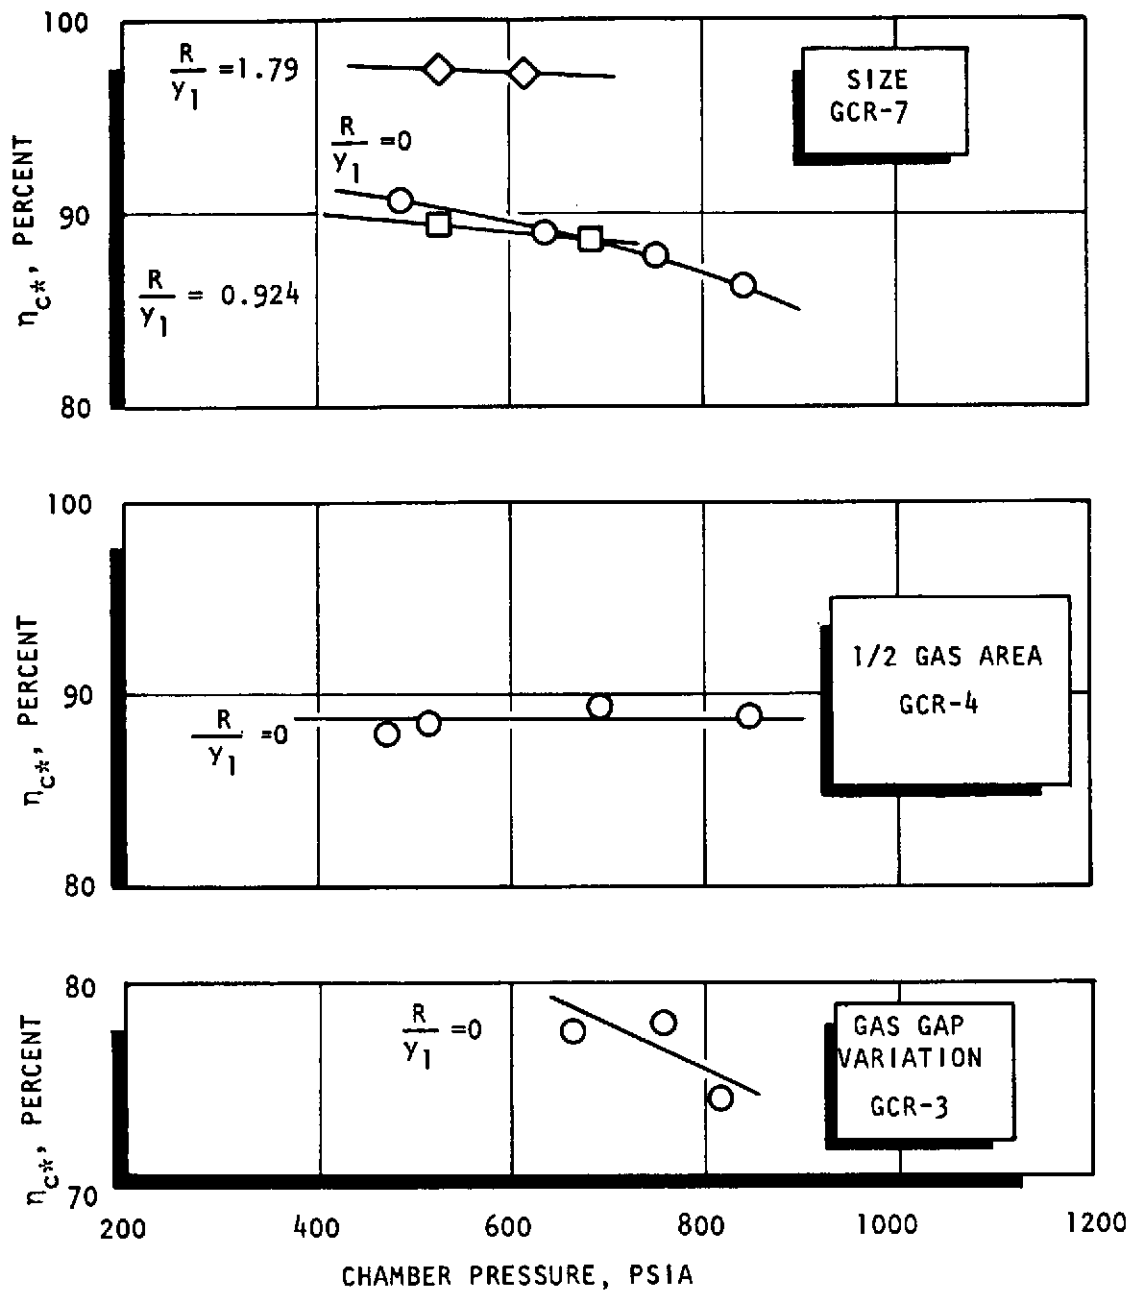 100
R/y1 =1.79
SIZE
GCR-7
R/y1 =0
90
R/y1 = 0.924
80
ηc*, PERCENT
100
1/2 GAS AREA
GCR-4
90
R/y1 =0
80
ηc*, PERCENT
80
R/y1 =0
GAS GAP
VARIATION
GCR-3
70
ηc*, PERCENT
200 400 600 800 1000 1200
CHAMBER PRESSURE, PSIA